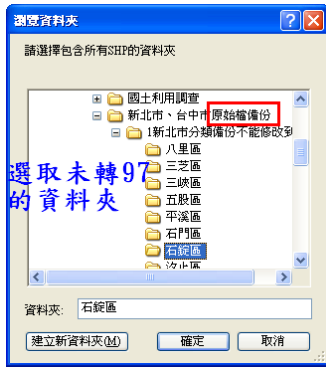 瀏覽資料夾
請選擇包含所有SHP的資料夾
國土利用調查
新北市、台中市原始檔備份
1新北市分類備份不能修改到
八里區
三芝區
三峽區
五股區
平溪區
石門區
石碇區
汐止區
選取未轉97
的資料夾
資料夾: 石碇區
建立新資料夾(M) 確定 取消